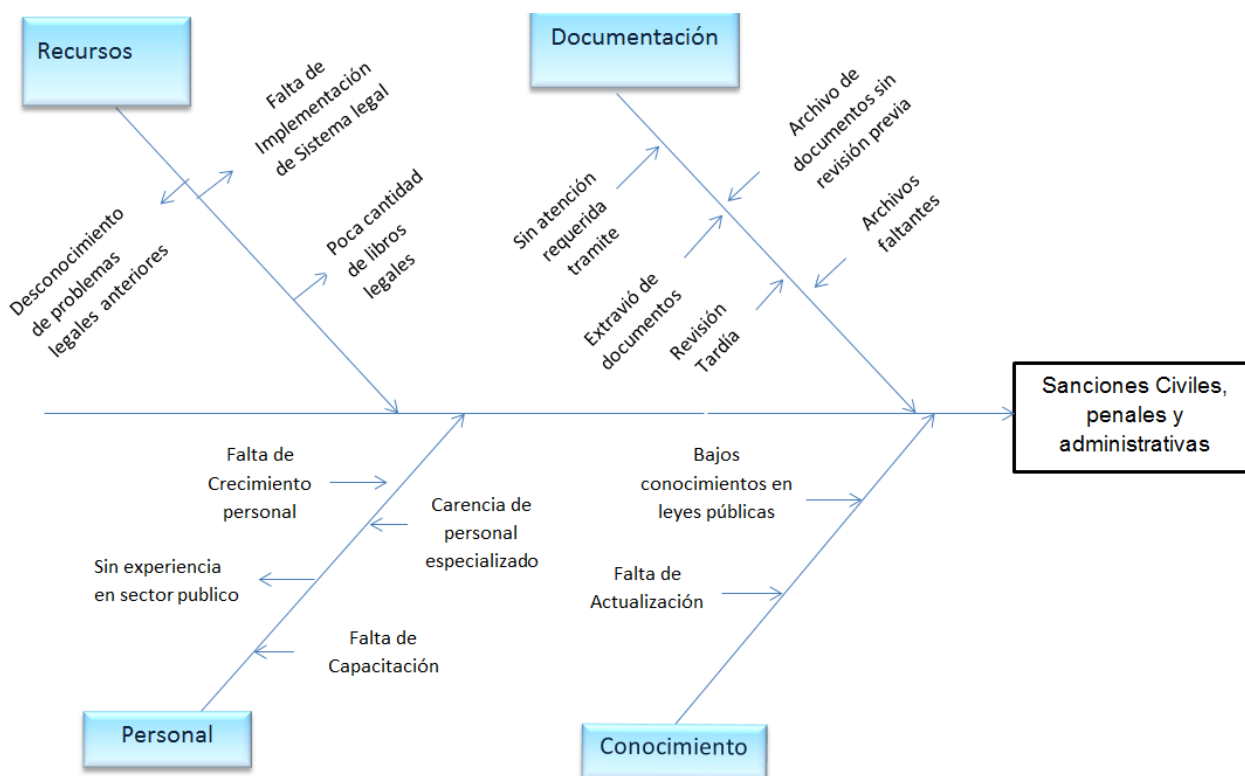 Recursos
Documentación
Falta de
Implementación
de Sistema legal
Desconocimiento
de problemas
legales anteriores
Poca cantidad
de libros
legales
Sin atención
requerida
tramite
Archivo de
documentos sin
revisión previa
Extravió de
documentos
Revisión
Tardía
Archivos
faltantes
Sanciones Civiles,
penales y
administrativas
Falta de
Crecimiento
personal
Carencia de
personal
especializado
Sin experiencia
en sector publico
Falta de
Capacitación
Bajos
conocimientos en
leyes públicas
Falta de
Actualización
Personal
Conocimiento